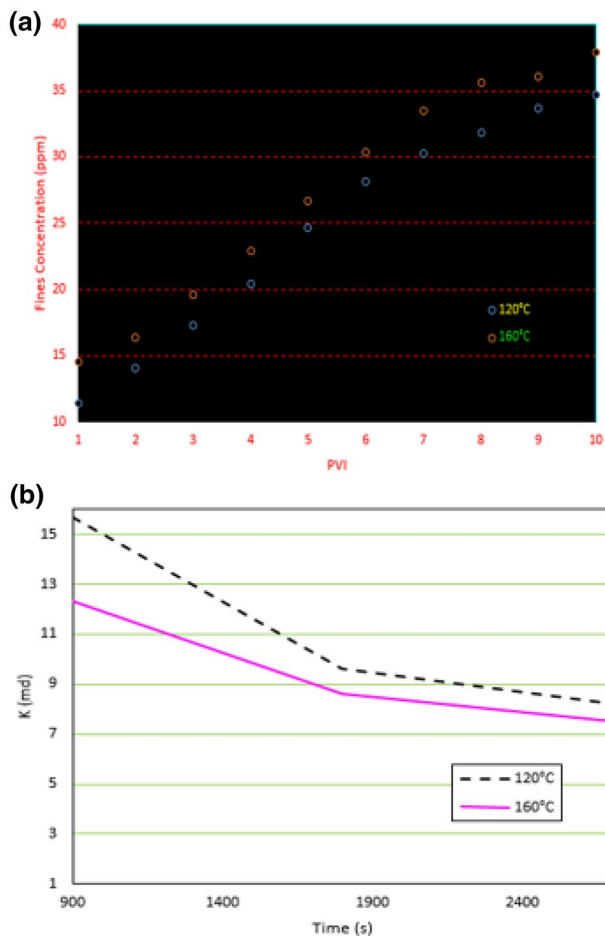 (a)
40
35
30
25
20
15
10
Fines Concentration (ppm)
120°C
160°C
1 2 3 4 5 6 7 8 9 10
PVI
(b)
15
13
11
9
7
5
3
1
K (md)
120°C
160°C
900 1400 1900 2400
Time (s)